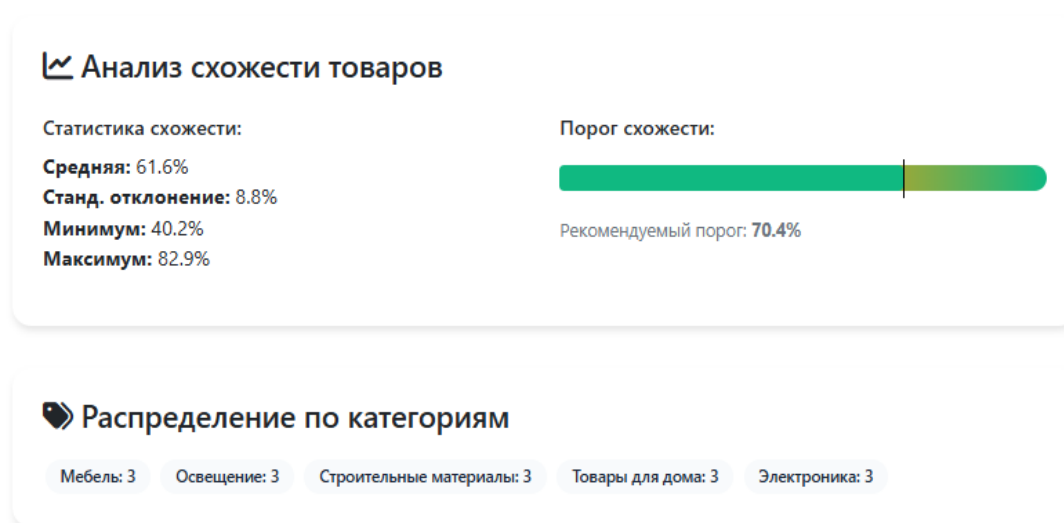 Анализ схожести товаров
Статистика схожести:
Средняя: 61.6%
Станд. отклонение: 8.8%
Минимум: 40.2%
Максимум: 82.9%
Порог схожести:
Рекомендуемый порог: 70.4%
Распределение по категориям
Мебель: 3 Освещение: 3 Строительные материалы: 3 Товары для дома: 3 Электроника: 3